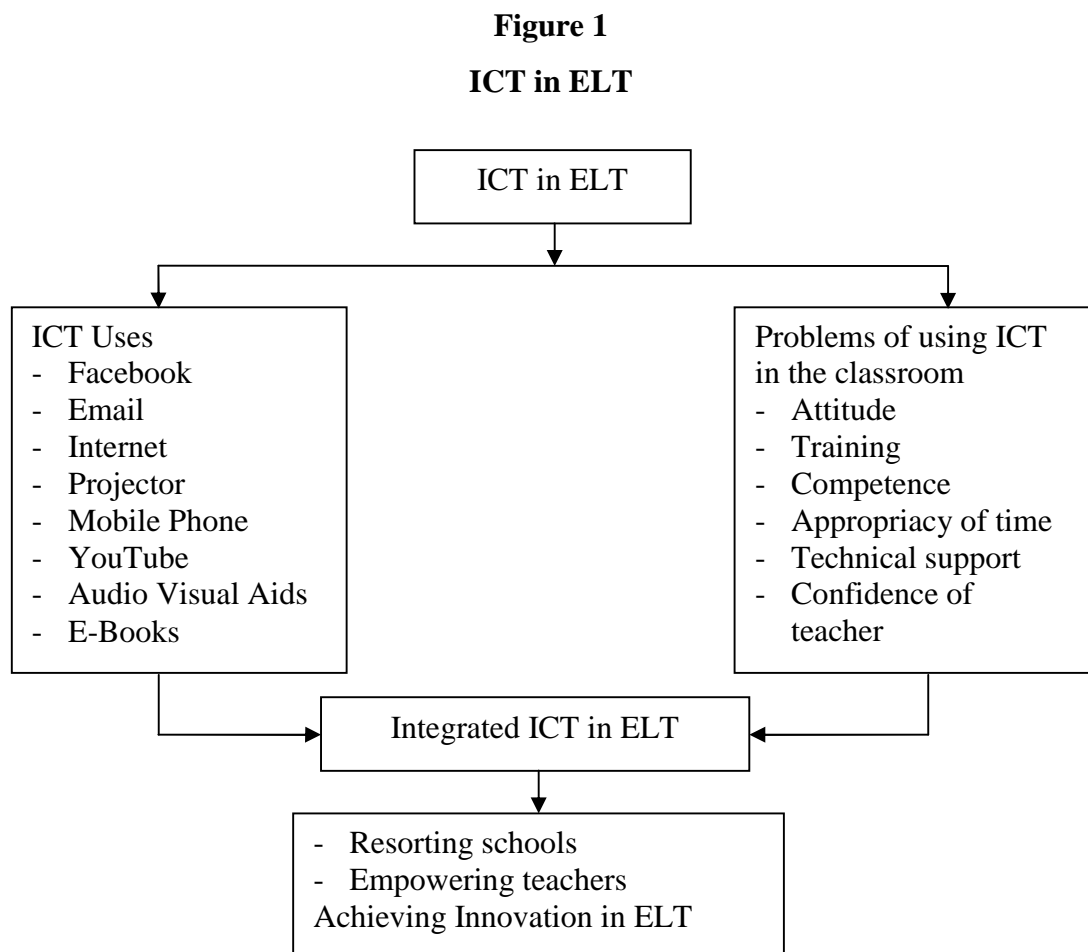 Figure 1
ICT in ELT
ICT in ELT
ICT Uses
- Facebook
- Email
- Internet
- Projector
- Mobile Phone
- YouTube
- Audio Visual Aids
- E-Books
Problems of using ICT
in the classroom
- Attitude
- Training
- Competence
- Appropriacy of time
- Technical support
- Confidence of
teacher
Integrated ICT in ELT
- Resorting schools
- Empowering teachers
Achieving Innovation in ELT